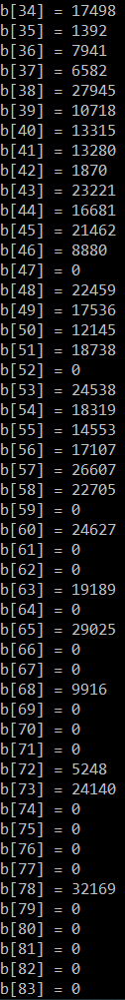 b[34] = 17498
b[35] = 1392
b[36] = 7941
b[37] = 6582
b[38] = 27945
b[39] = 10718
b[40] = 13315
b[41] = 13280
b[42] = 1870
b[43] = 23221
b[44] = 16681
b[45] = 21462
b[46] = 8880
b[47] = 0
b[48] = 22459
b[49] = 17536
b[50] = 12145
b[51] = 18738
b[52] = 0
b[53] = 24538
b[54] = 18319
b[55] = 14553
b[56] = 17107
b[57] = 26607
b[58] = 22705
b[59] = 0
b[60] = 24627
b[61] = 0
b[62] = 0
b[63] = 19189
b[64] = 0
b[65] = 29025
b[66] = 0
b[67] = 0
b[68] = 9916
b[69] = 0
b[70] = 0
b[71] = 0
b[72] = 5248
b[73] = 24140
b[74] = 0
b[75] = 0
b[76] = 0
b[77] = 0
b[78] = 32169
b[79] = 0
b[80] = 0
b[81] = 0
b[82] = 0
b[83] = 0